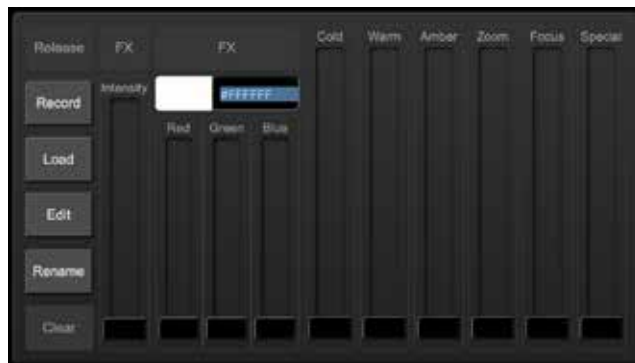 Release FX FX Cold Warm Amber Zoom Focus Special
Record Intensity #FFFFFF
Red Green Blue
Load
Edit
Rename
Clear